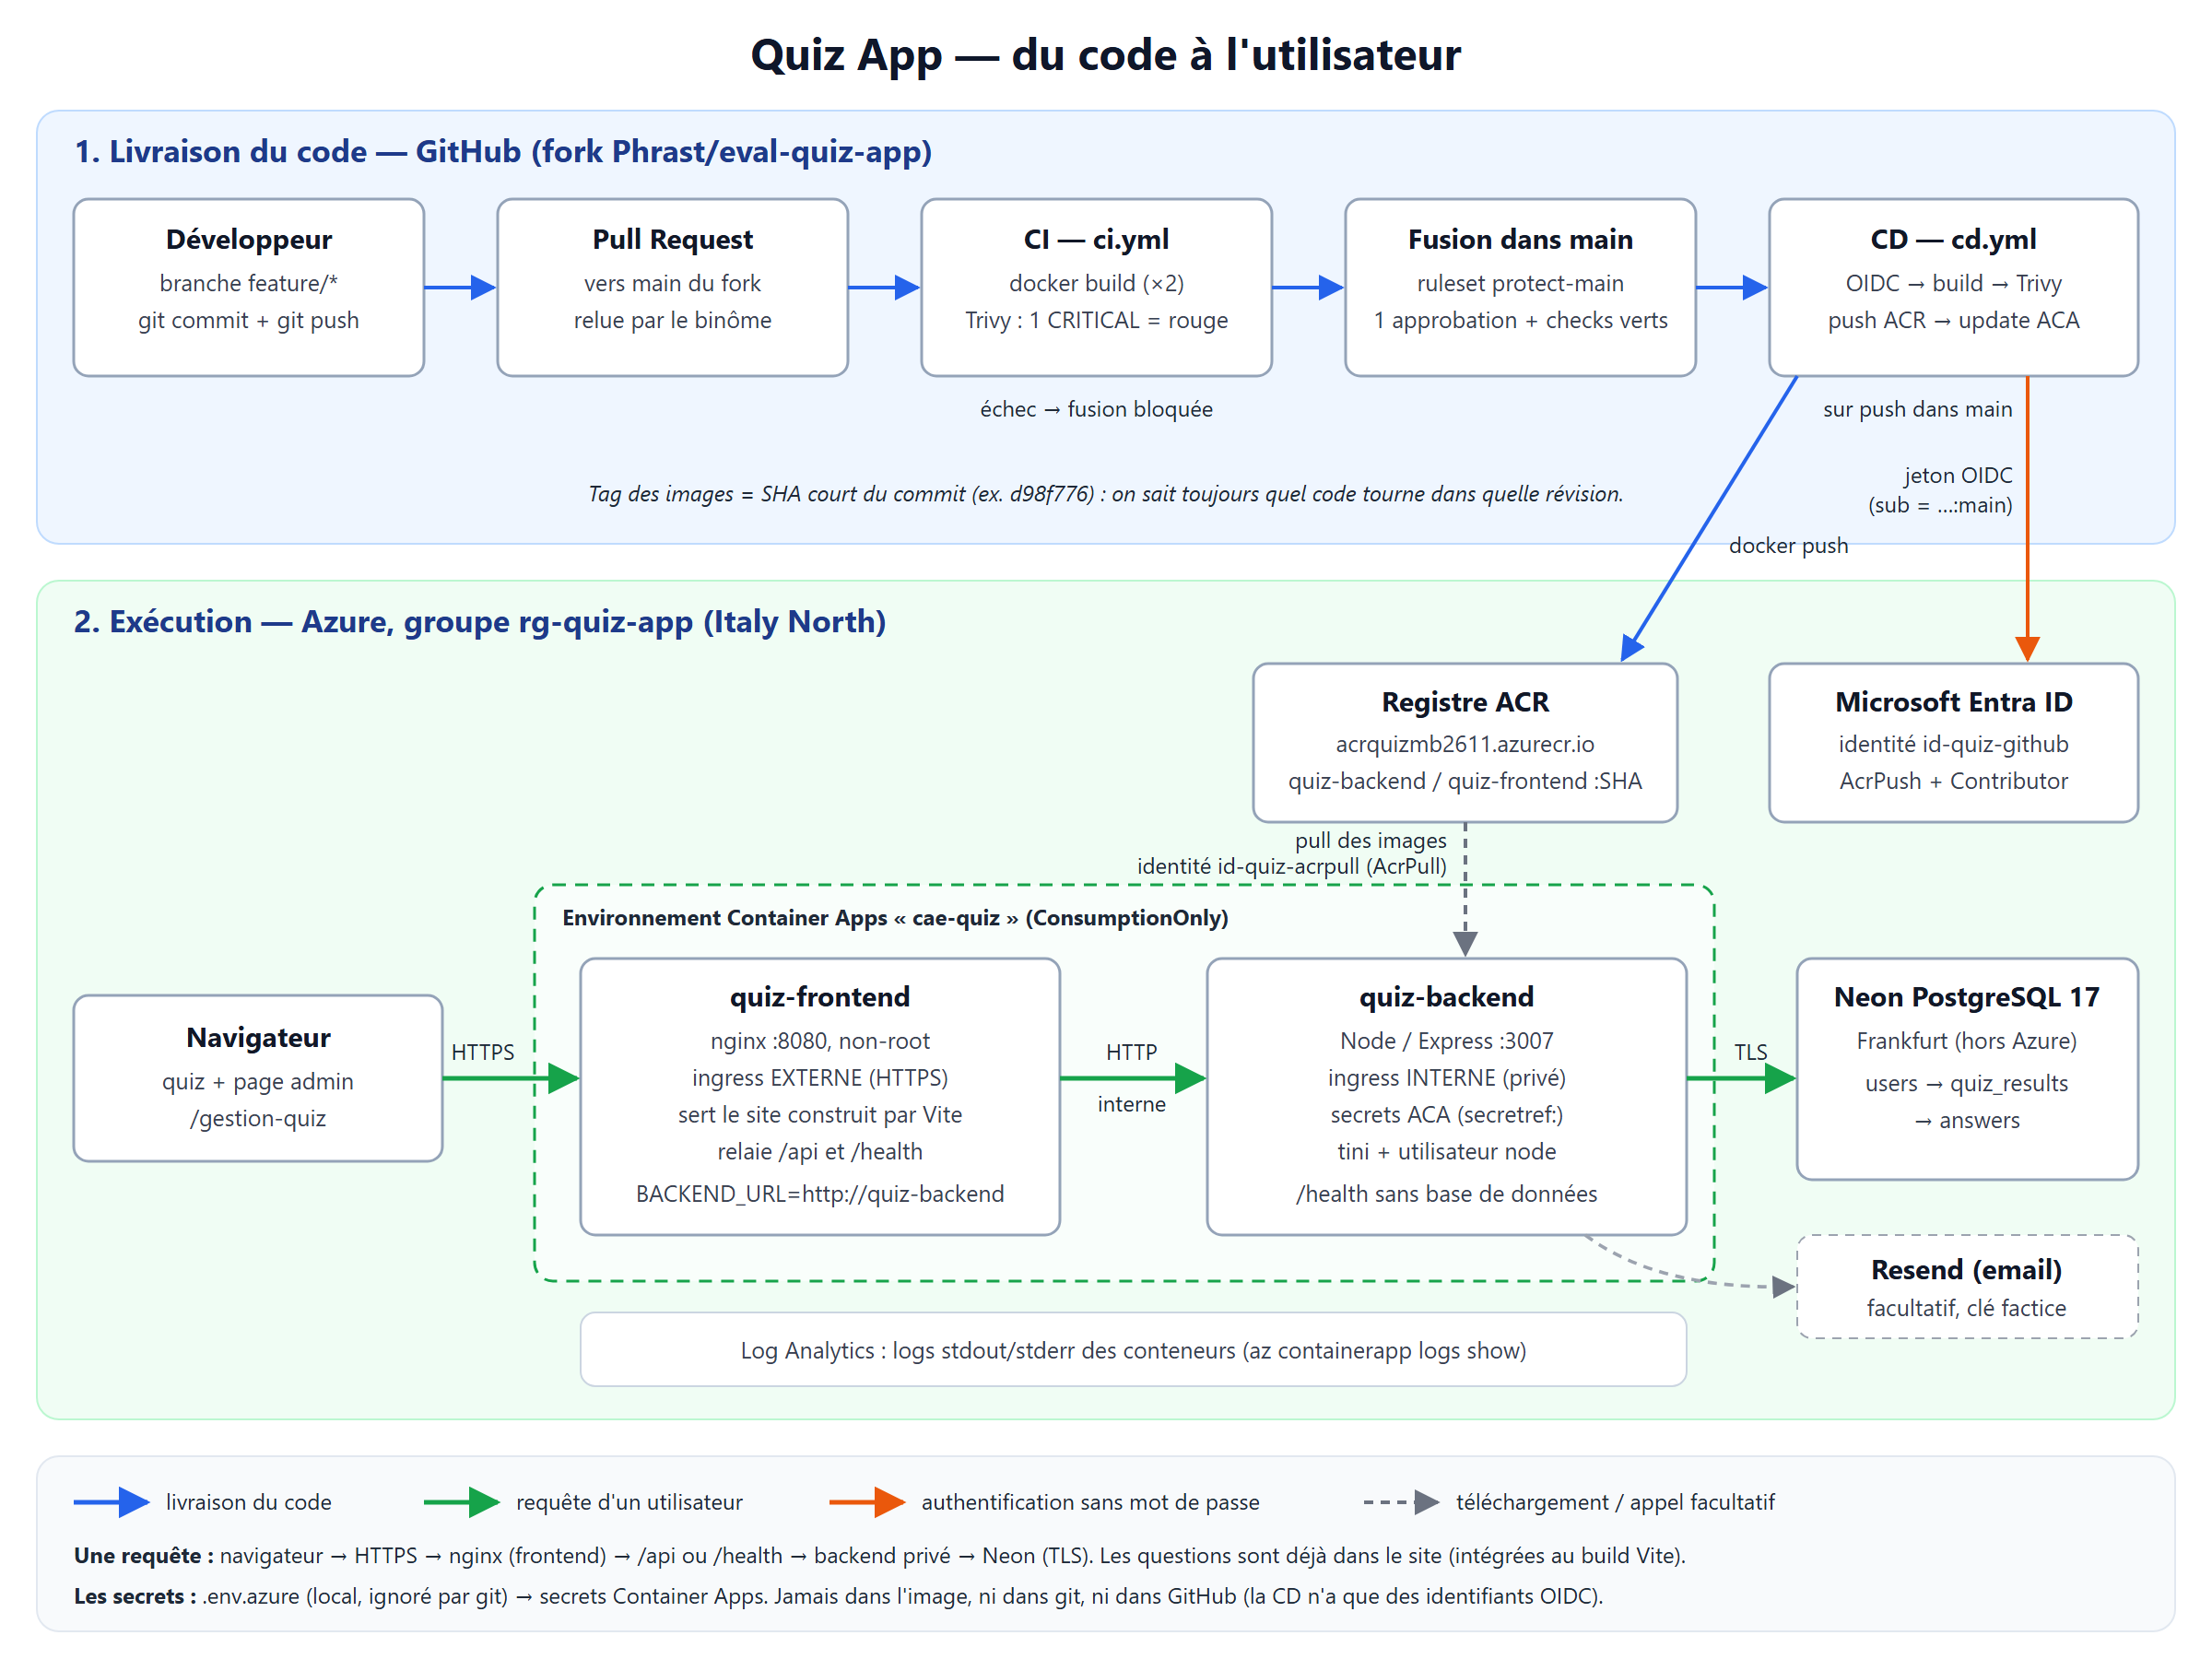 Quiz App — du code à l'utilisateur
1. Livraison du code — GitHub (fork Phrast/eval-quiz-app)
Développeur
branche feature/*
git commit + git push
Pull Request
vers main du fork
relue par le binôme
CI — ci.yml
docker build (×2)
Trivy : 1 CRITICAL = rouge
Fusion dans main
ruleset protect-main
1 approbation + checks verts
CD — cd.yml
OIDC → build → Trivy
push ACR → update ACA
échec → fusion bloquée
sur push dans main
jeton OIDC
(sub = ...:main)
Tag des images = SHA court du commit (ex. d98f776) : on sait toujours quel code tourne dans quelle révision.
docker push
2. Exécution — Azure, groupe rg-quiz-app (Italy North)
Registre ACR
acrquizmb2611.azurecr.io
quiz-backend / quiz-frontend :SHA
Microsoft Entra ID
identité id-quiz-github
AcrPush + Contributor
pull des images
identité id-quiz-acrpull (AcrPull)
Environnement Container Apps « cae-quiz » (ConsumptionOnly)
Navigateur
quiz + page admin
/gestion-quiz
HTTPS
quiz-frontend
nginx :8080, non-root
ingress EXTERNE (HTTPS)
sert le site construit par Vite
relaie /api et /health
BACKEND_URL=http://quiz-backend
HTTP
interne
quiz-backend
Node / Express :3007
ingress INTERNE (privé)
secrets ACA (secretref:)
tini + utilisateur node
/health sans base de données
TLS
Neon PostgreSQL 17
Frankfurt (hors Azure)
users → quiz_results
→ answers
Resend (email)
facultatif, clé factice
Log Analytics : logs stdout/stderr des conteneurs (az containerapp logs show)
livraison du code
requête d'un utilisateur
authentification sans mot de passe
téléchargement / appel facultatif
Une requête : navigateur → HTTPS → nginx (frontend) → /api ou /health → backend privé → Neon (TLS). Les questions sont déjà dans le site (intégrées au build Vite).
Les secrets : .env.azure (local, ignoré par git) → secrets Container Apps. Jamais dans l'image, ni dans git, ni dans GitHub (la CD n'a que des identifiants OIDC).